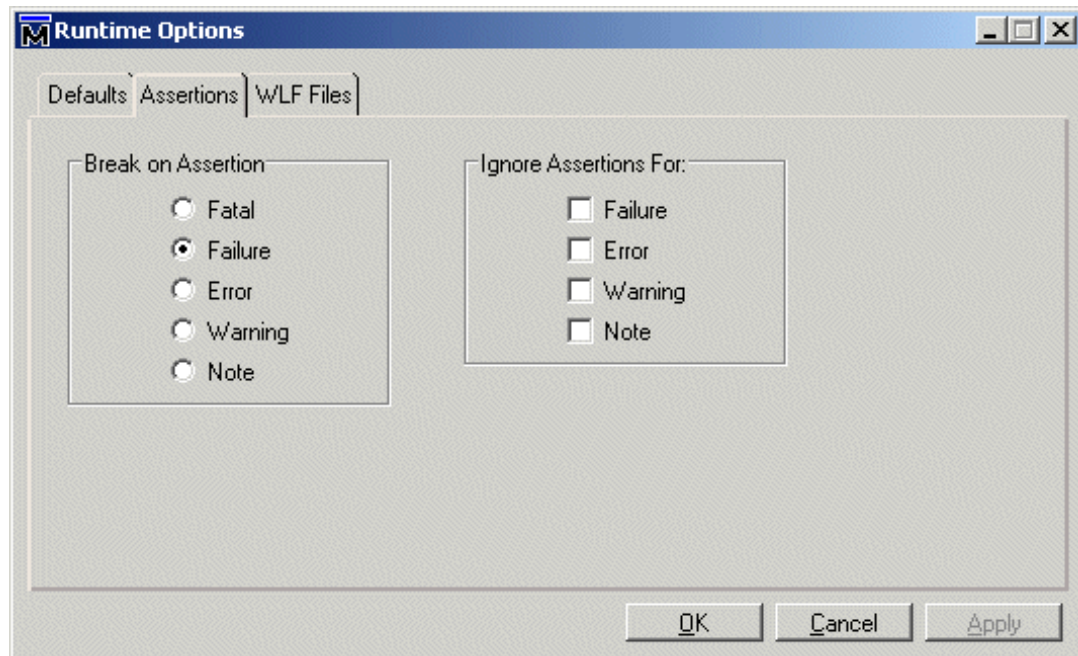 M Runtime Options
Defaults Assertions WLF Files
Break on Assertion
Fatal
Failure
Error
Warning
Note
Ignore Assertions For:
Failure
Error
Warning
Note
OK Cancel Apply